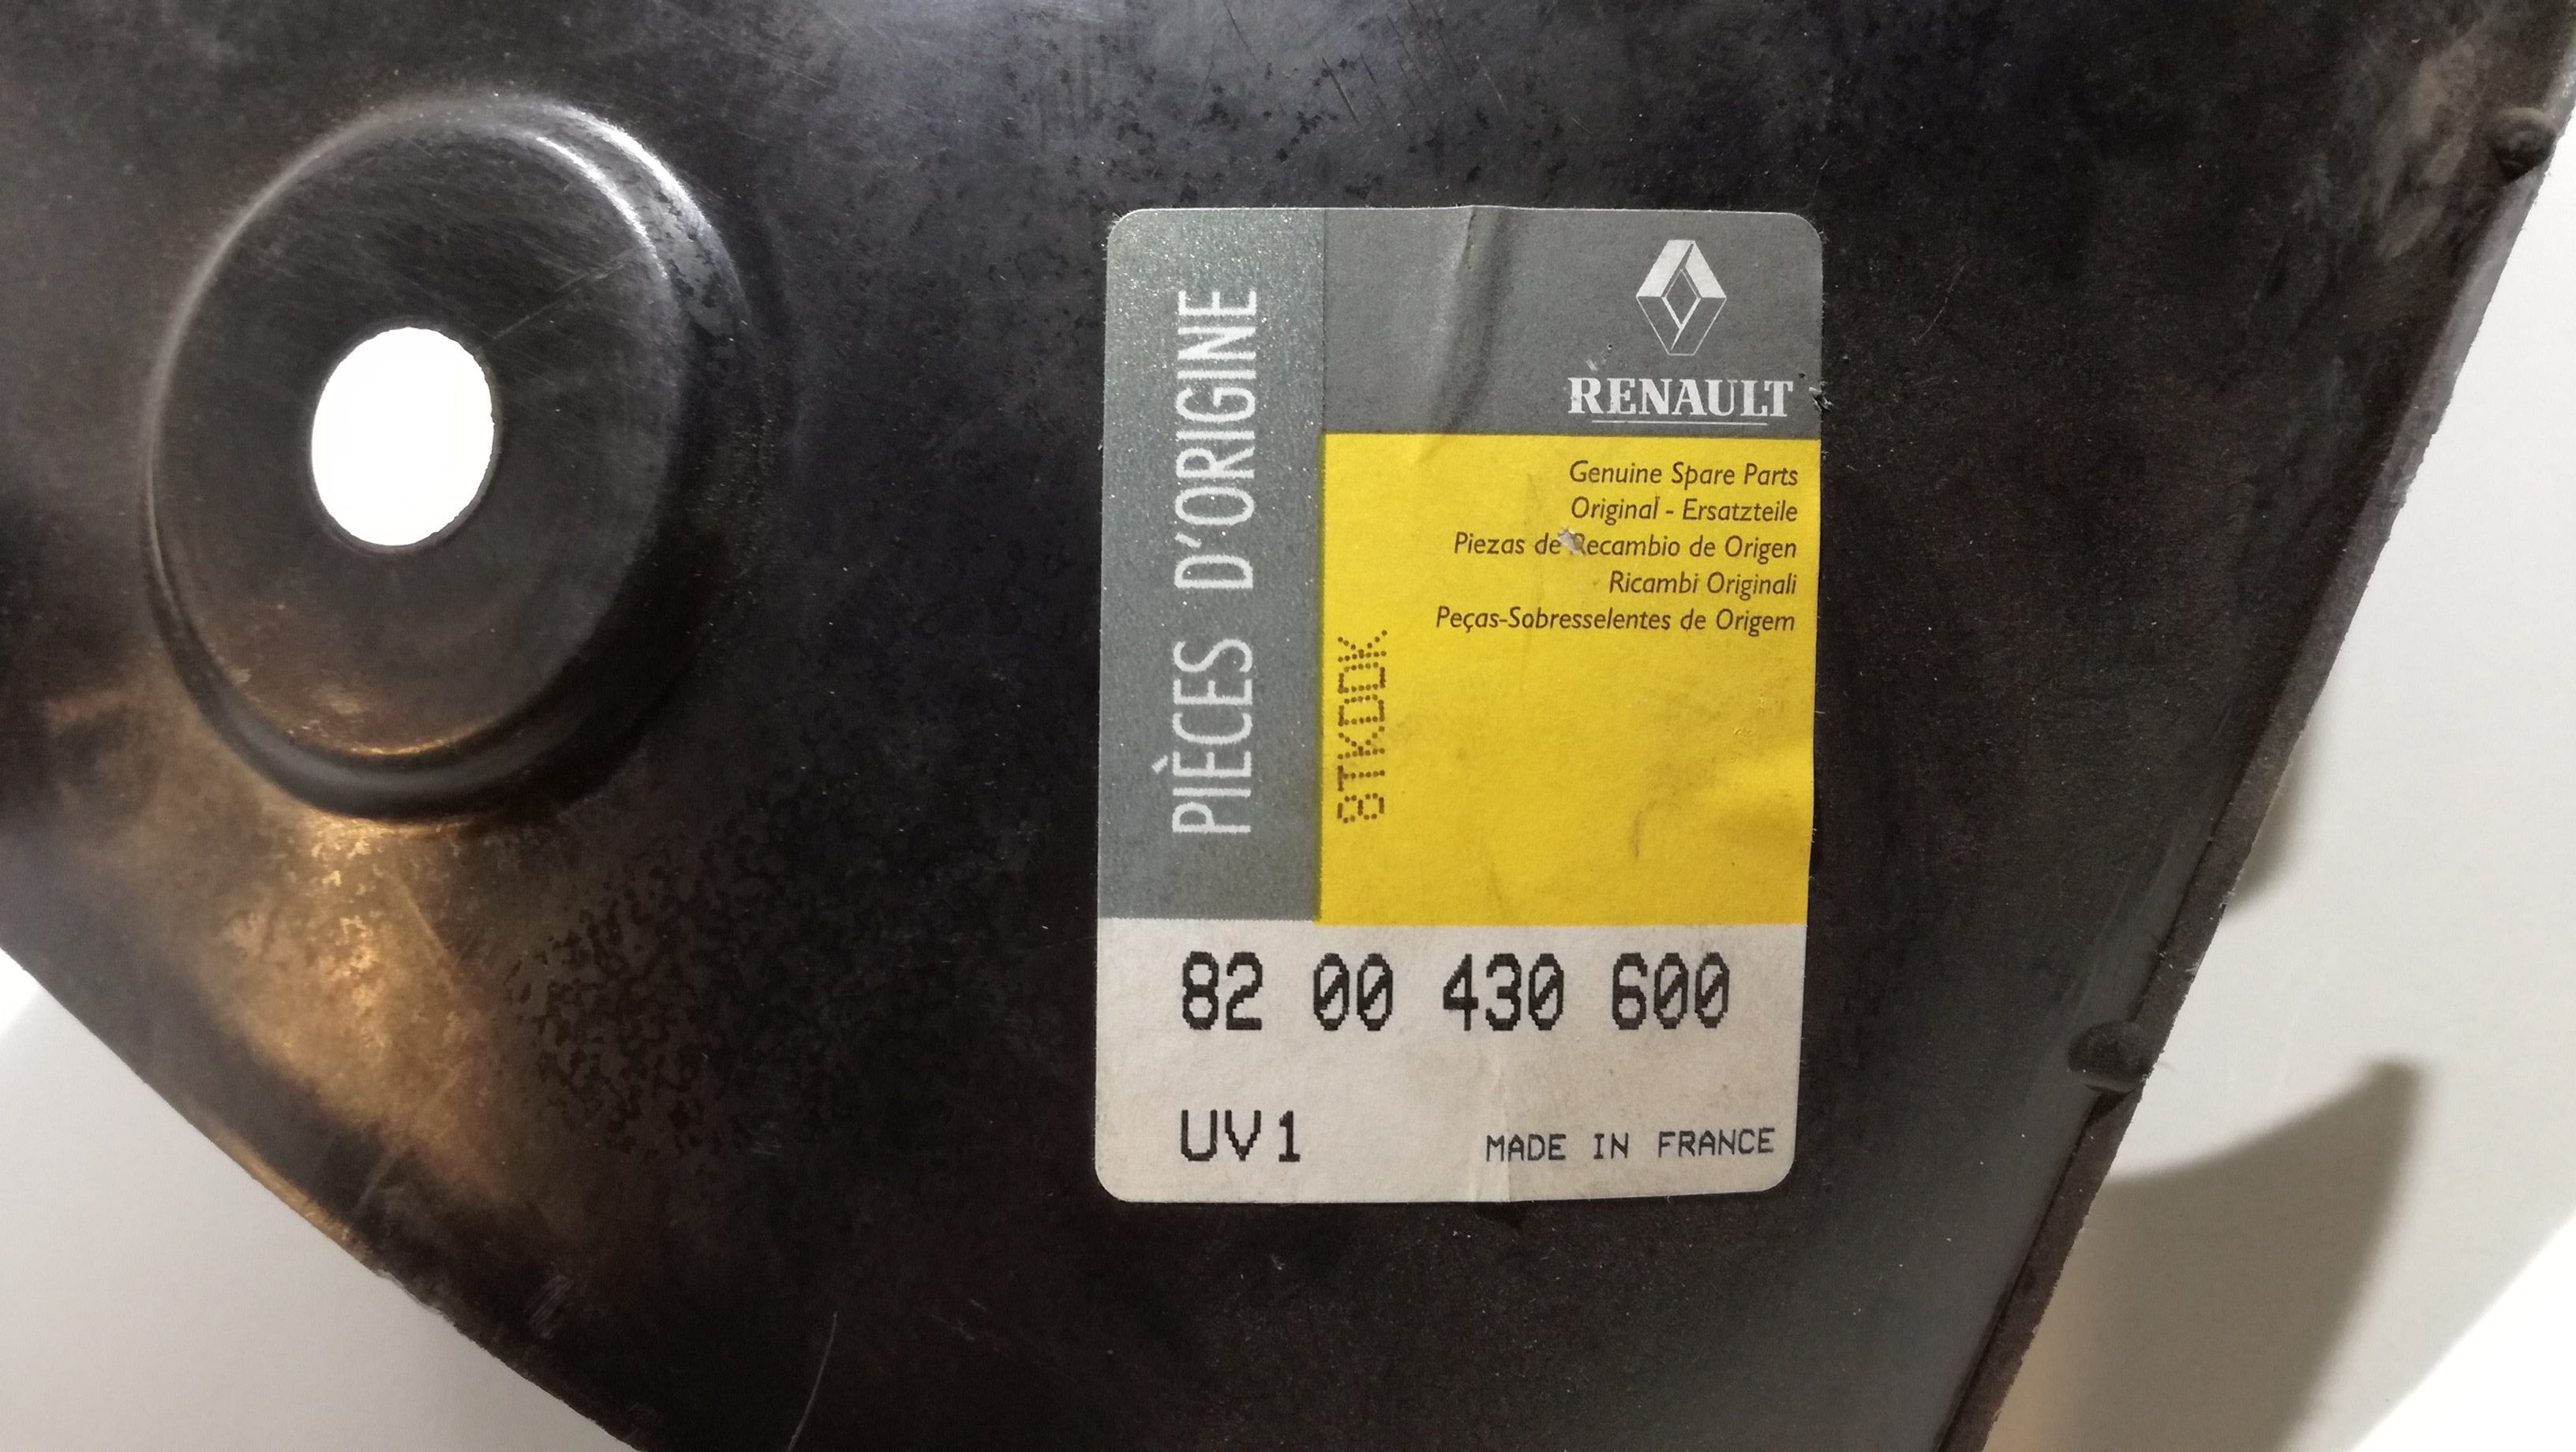 PIÈCES D'ORIGINE
RENAULT
Genuine Spare Parts
Original - Ersatzteile
Piezas de Recambio de Origen
Ricambi Originali
Peças-Sobresselentes de Origem
8TKDDDK
82 00 430 600
UV1
MADE IN FRANCE